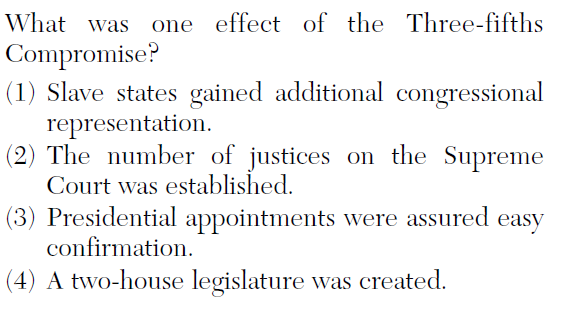 What was one effect of the Three-fifths
Compromise?
(1) Slave states gained additional congressional
representation.
(2) The number of justices on the Supreme
Court was established.
(3) Presidential appointments were assured easy
confirmation.
(4) A two-house legislature was created.